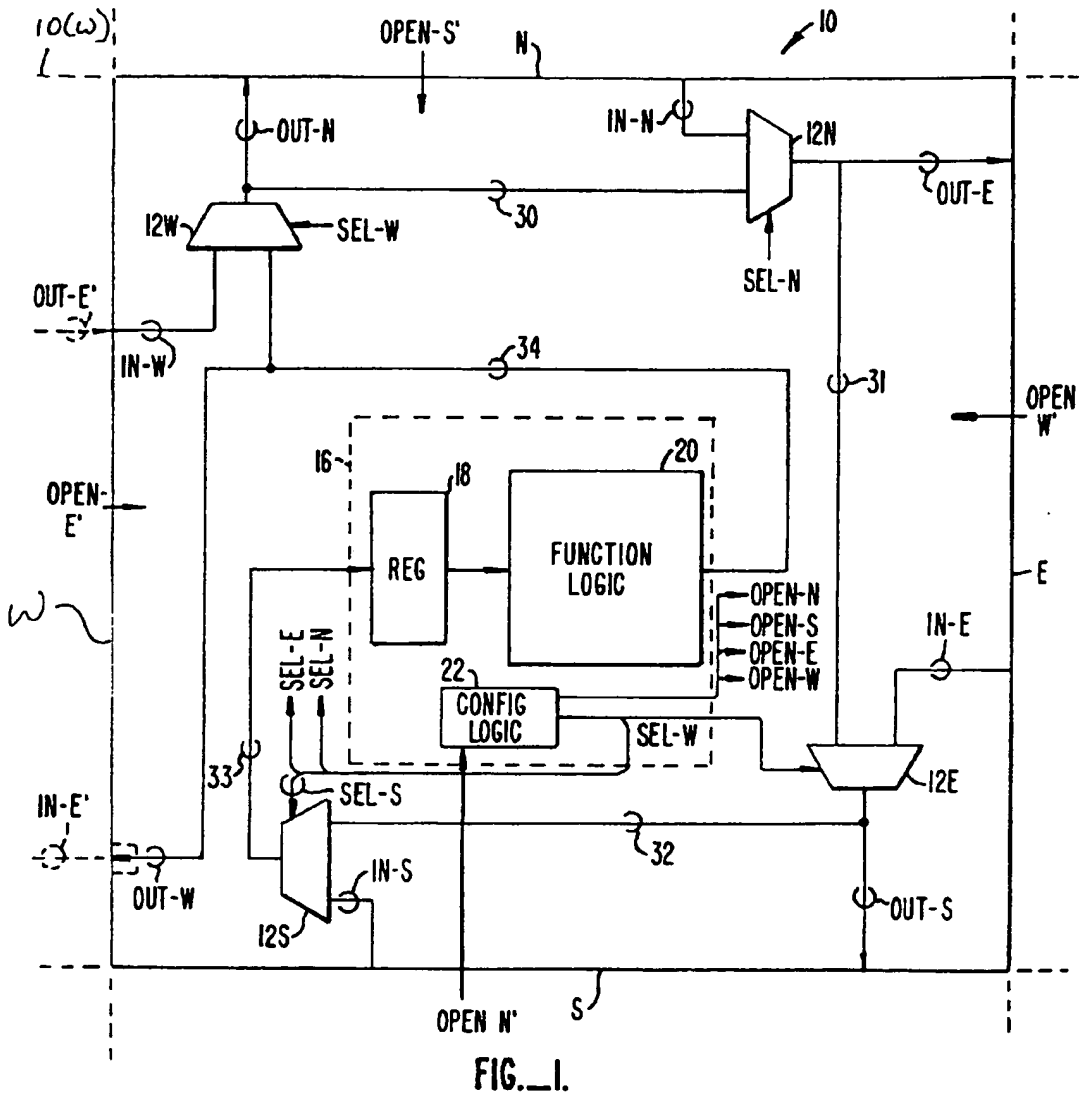 10(W)
OPEN-S'
N
10
OUT-N
IN-N
12N
OUT-E
30
12W
SEL-W
SEL-N
OUT-E'
IN-W
34
31
OPEN
W'
16
18
20
OPEN-
E'
REG
FUNCTION
LOGIC
E
W
OPEN-N
OPEN-S
OPEN-E
OPEN-W
IN-E
SEL-E
SEL-N
22
CONFIG
LOGIC
SEL-W
33
12E
SEL-S
IN-E'
32
OUT-W
IN-S
OUT-S
12S
S
OPEN N'
FIG._1.